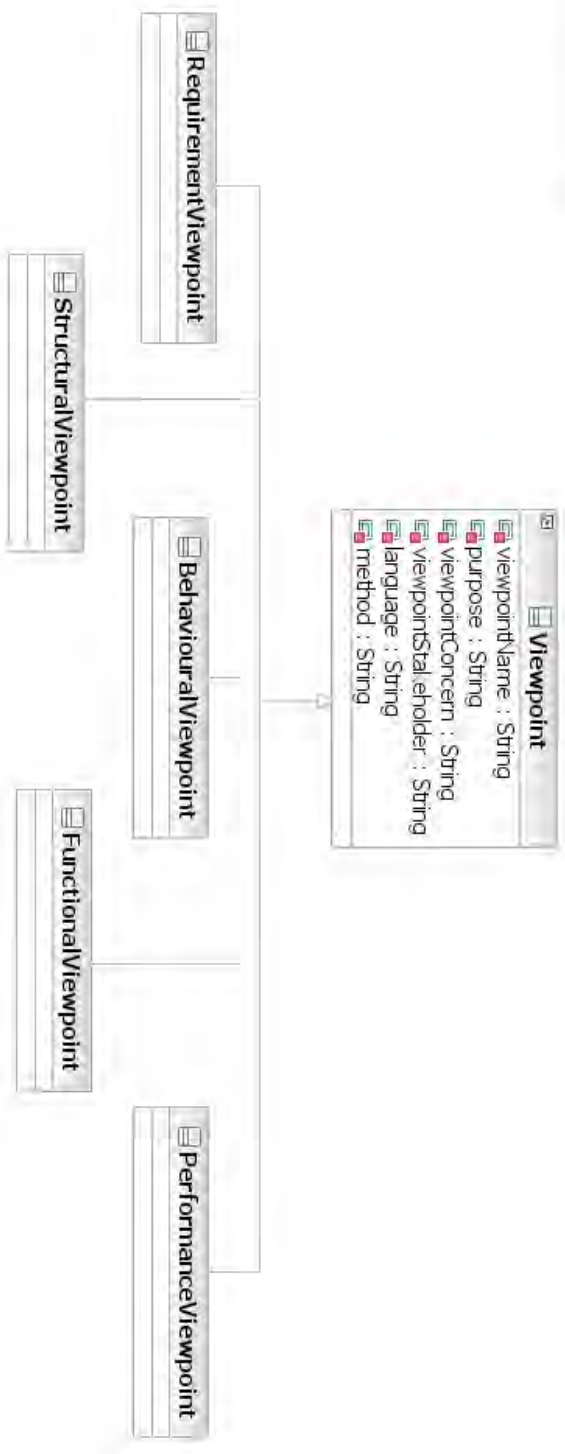 Viewpoint
viewpointName : String
purpose : String
viewpointConcern : String
viewpointStakeholder : String
language : String
method : String
RequirementViewpoint
StructuralViewpoint
BehaviouralViewpoint
FunctionalViewpoint
PerformanceViewpoint